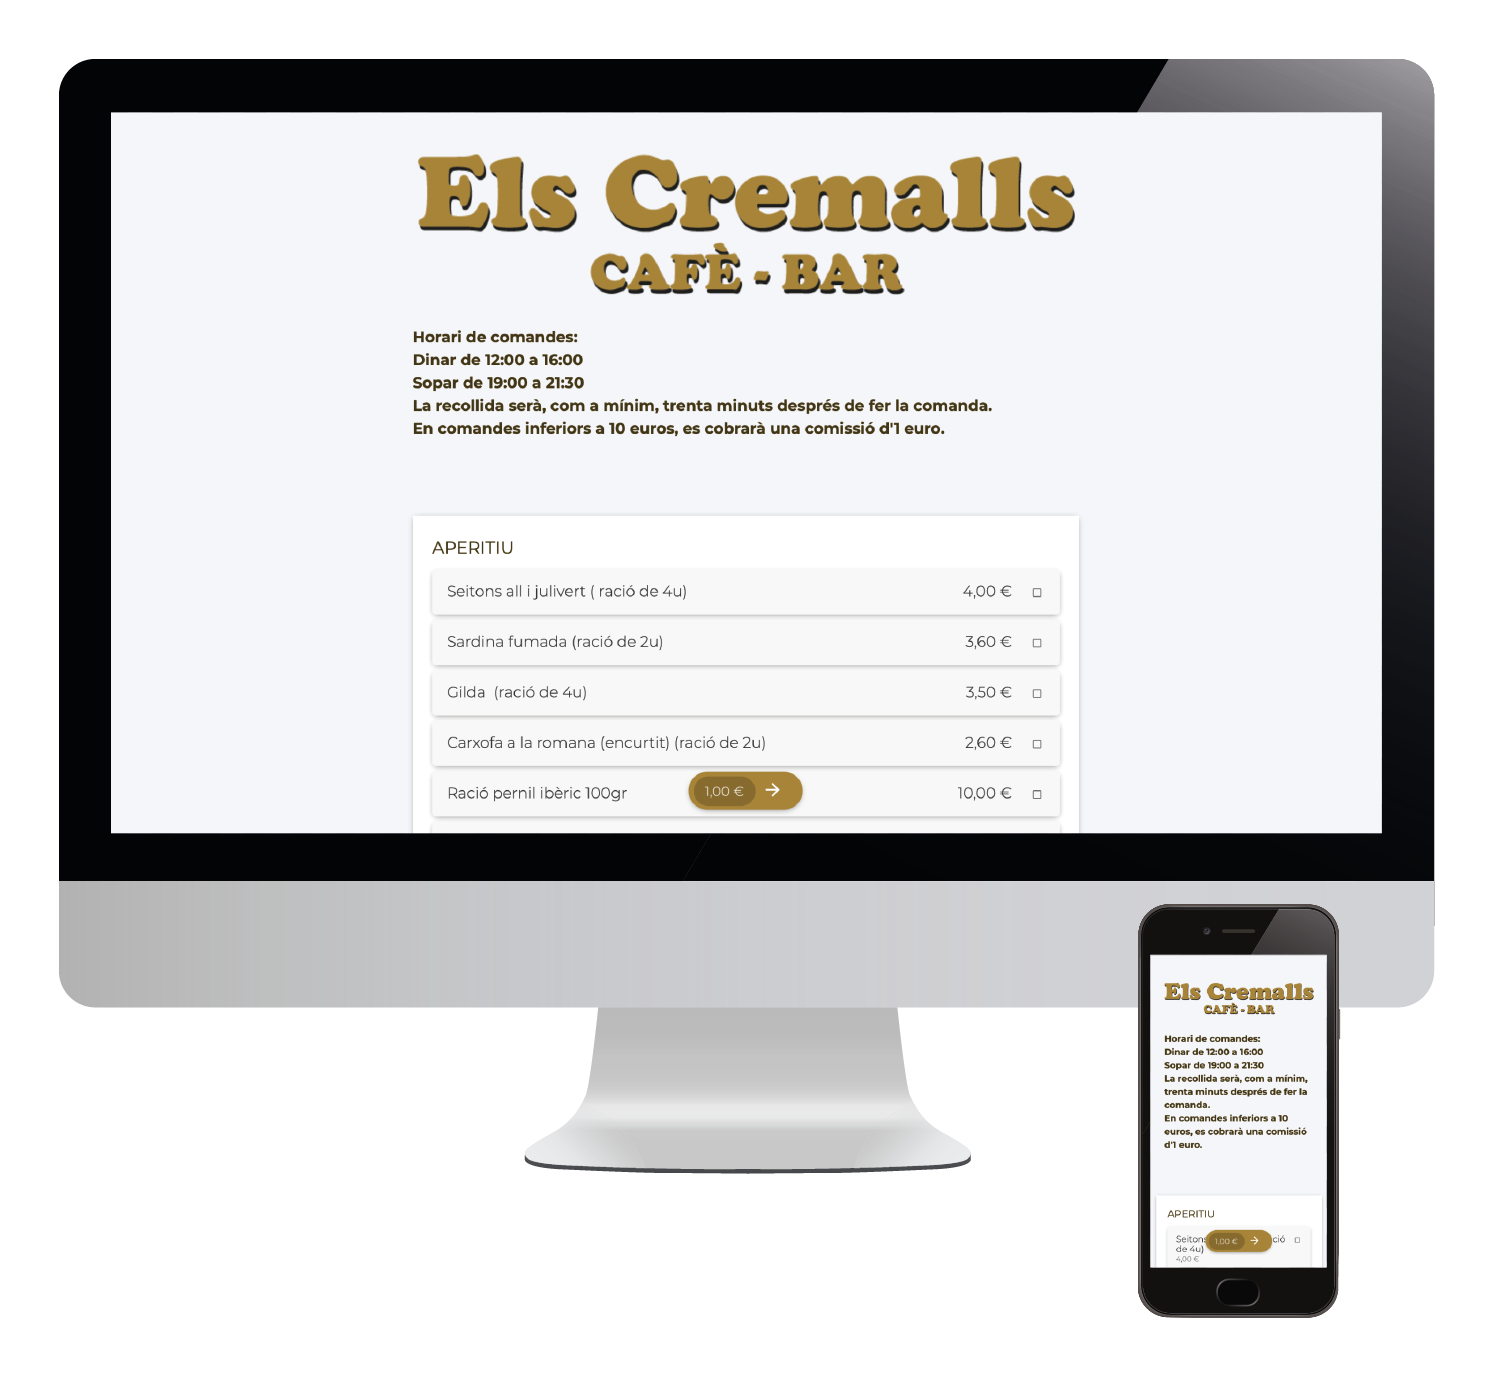 Els Cremalls
CAFÈ - BAR
Horari de comandes:
Dinar de 12:00 a 16:00
Sopar de 19:00 a 21:30
La recollida serà, com a mínim, trenta minuts després de fer la comanda.
En comandes inferiors a 10 euros, es cobrarà una comissió d'1 euro.
APERITIU
Seitons all i julivert ( ració de 4u) 4,00 €
Sardina fumada (ració de 2u) 3,60 €
Gilda  (ració de 4u) 3,50 €
Carxofa a la romana (encurtit) (ració de 2u) 2,60 €
Ració pernil ibèric 100gr 10,00 €
1,00 €
Els Cremalls
CAFÈ - BAR
Horari de comandes:
Dinar de 12:00 a 16:00
Sopar de 19:00 a 21:30
La recollida serà, com a mínim,
trenta minuts després de fer la
comanda.
En comandes inferiors a 10
euros, es cobrarà una comissió
d'1 euro.
APERITIU
de 4u)
4,00 €
1,00 €